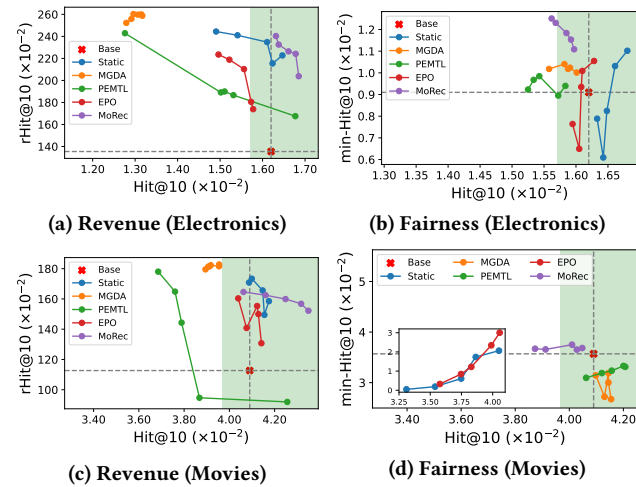 260
240
220
200
180
160
140
rHit@10 (×10⁻²)
Base
Static
MGDA
PEMTL
EPO
MoRec
1.20 1.30 1.40 1.50 1.60 1.70
Hit@10 (×10⁻²)
(a) Revenue (Electronics)
1.2
1.1
1.0
0.9
0.8
0.7
0.6
min-Hit@10 (×10⁻²)
Base
Static
MGDA
PEMTL
EPO
MoRec
1.30 1.35 1.40 1.45 1.50 1.55 1.60 1.65
Hit@10 (×10⁻²)
(b) Fairness (Electronics)
180
160
140
120
100
rHit@10 (×10⁻²)
Base
Static
MGDA
PEMTL
EPO
MoRec
3.40 3.60 3.80 4.00 4.20
Hit@10 (×10⁻²)
(c) Revenue (Movies)
5
4
3
min-Hit@10 (×10⁻²)
Base MGDA EPO
Static PEMTL MoRec
3
2
1
0
3.30 3.50 3.75 4.00
3.40 3.60 3.80 4.00 4.20
Hit@10 (×10⁻²)
(d) Fairness (Movies)